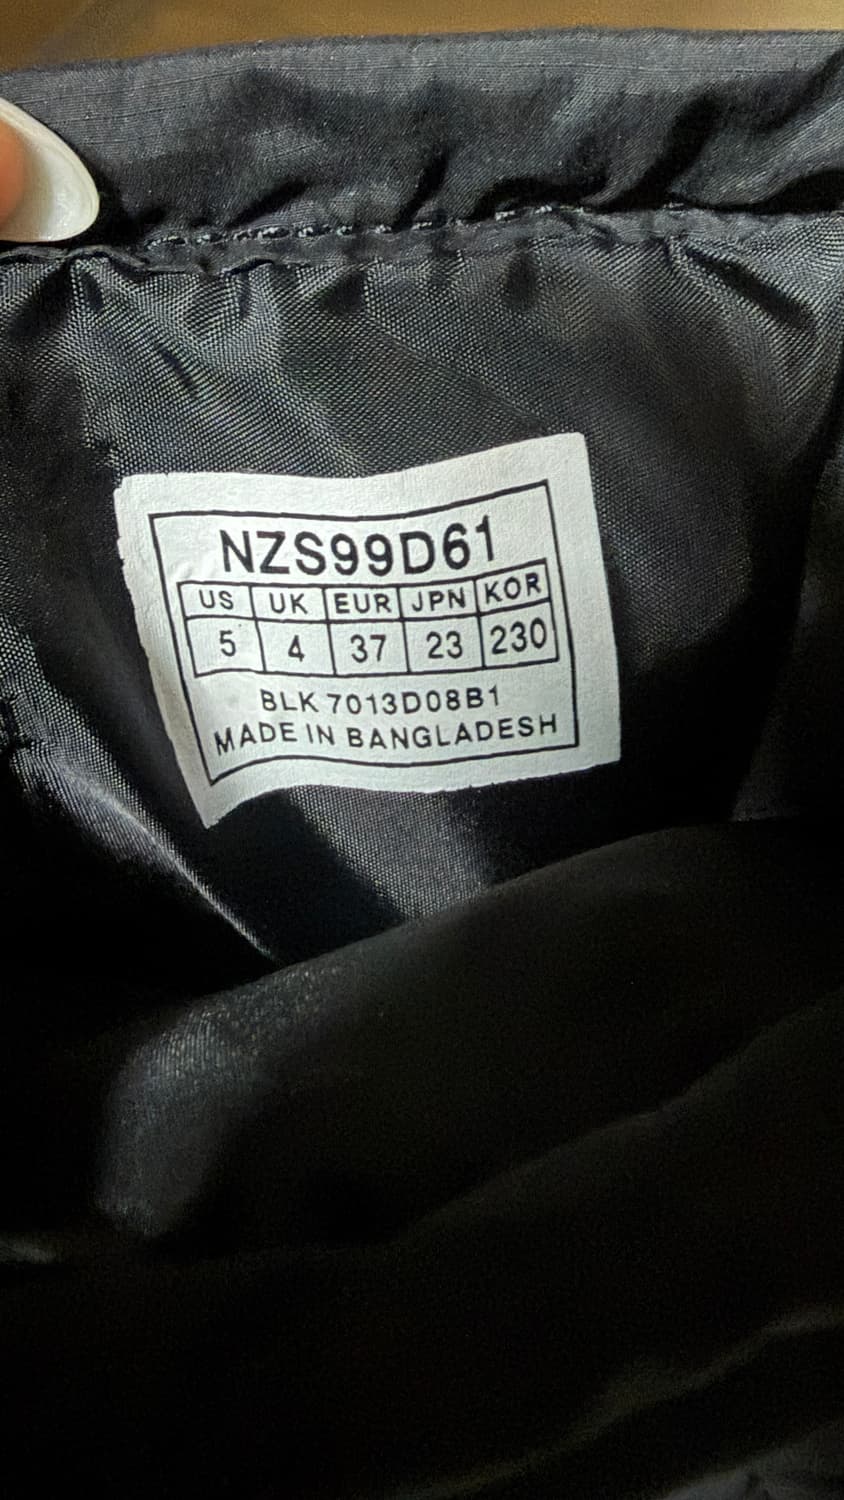 NZS99D61
US UK EUR JPN KOR
5 4 37 23 230
BLK 7013D08B1
MADE IN BANGLADESH